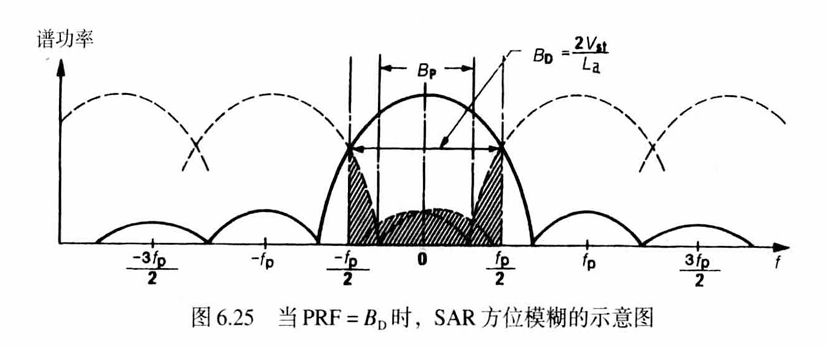 谱功率
B_P
B_D = 2V_st / L_a
-3f_p/2 -f_p -f_p/2 0 f_p/2 f_p 3f_p/2 f
图 6.25 当 PRF = B_D 时，SAR 方位模糊的示意图